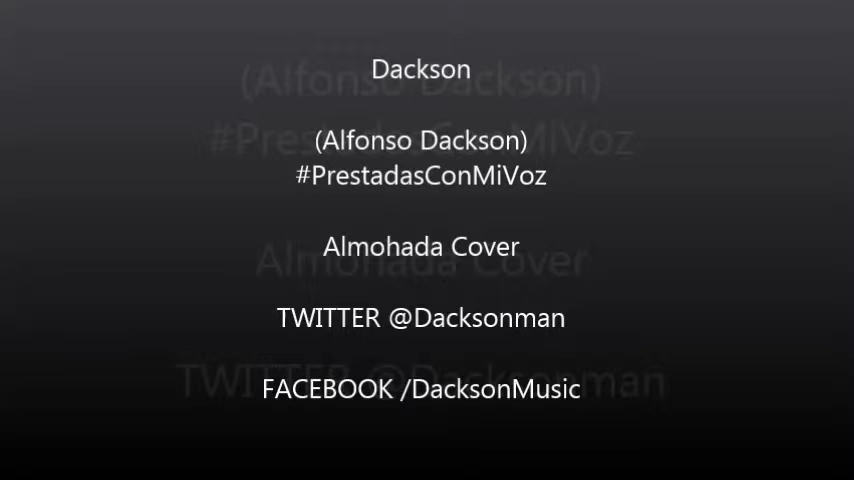 Dackson
(Alfonso Dackson)
#PrestadasConMiVoz
Almohada Cover
TWITTER @Dacksonman
FACEBOOK /DacksonMusic